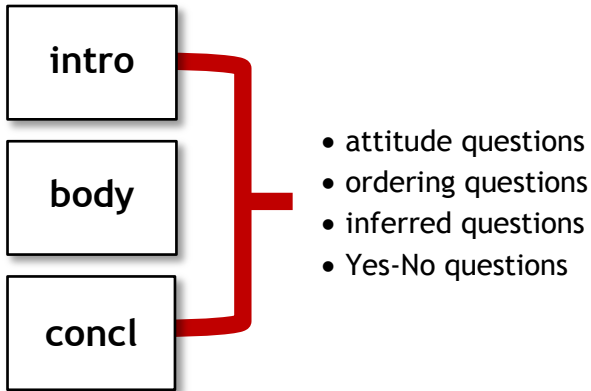 intro
body
concl
• attitude questions
• ordering questions
• inferred questions
• Yes-No questions